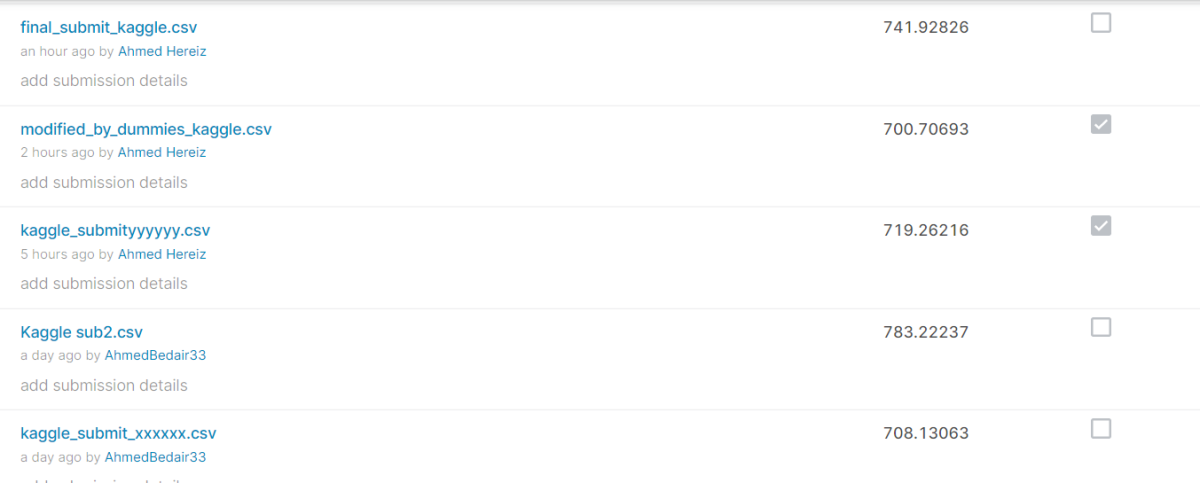 final_submit_kaggle.csv 741.92826
an hour ago by Ahmed Hereiz
add submission details
modified_by_dummies_kaggle.csv 700.70693
2 hours ago by Ahmed Hereiz
add submission details
kaggle_submityyyyyy.csv 719.26216
5 hours ago by Ahmed Hereiz
add submission details
Kaggle sub2.csv 783.22237
a day ago by AhmedBedair33
add submission details
kaggle_submit_xxxxxx.csv 708.13063
a day ago by AhmedBedair33